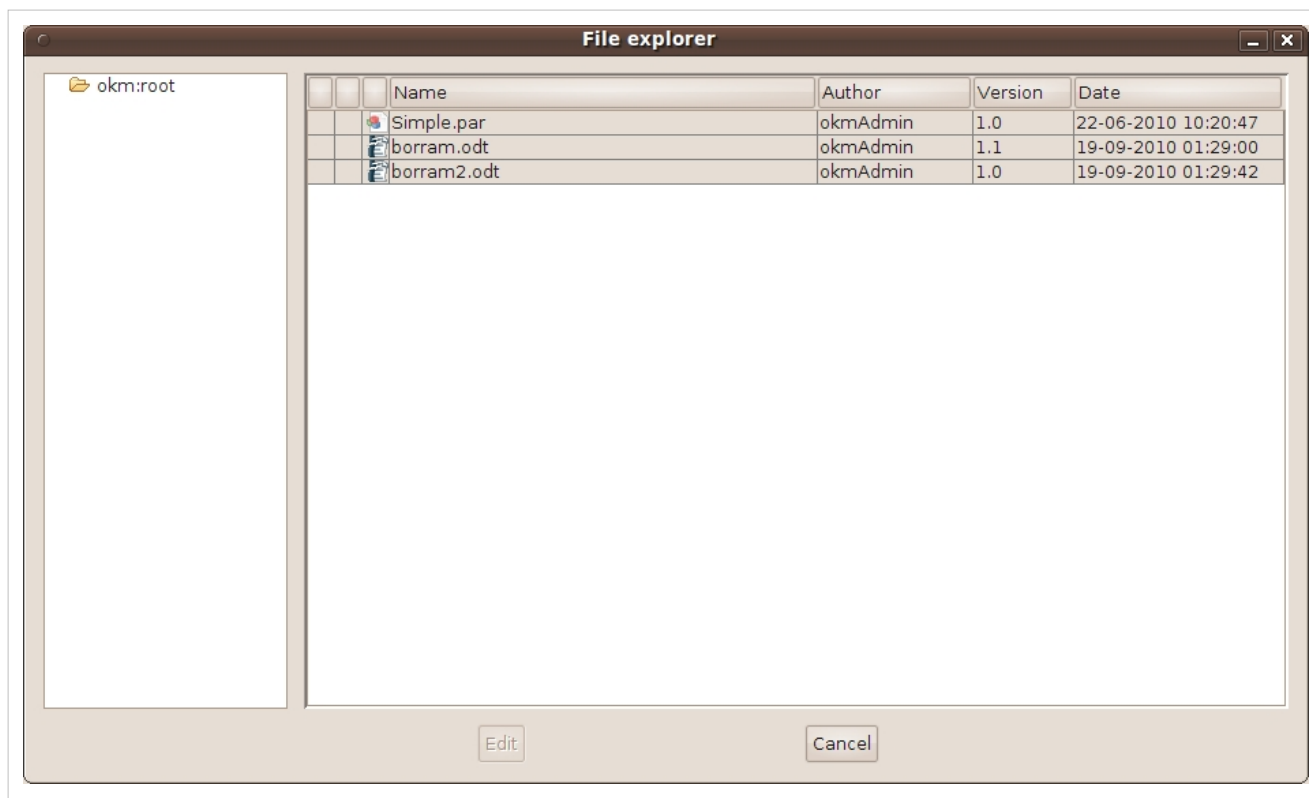 File explorer
okm:root
Name Author Version Date
Simple.par okmAdmin 1.0 22-06-2010 10:20:47
borram.odt okmAdmin 1.1 19-09-2010 01:29:00
borram2.odt okmAdmin 1.0 19-09-2010 01:29:42
Edit Cancel